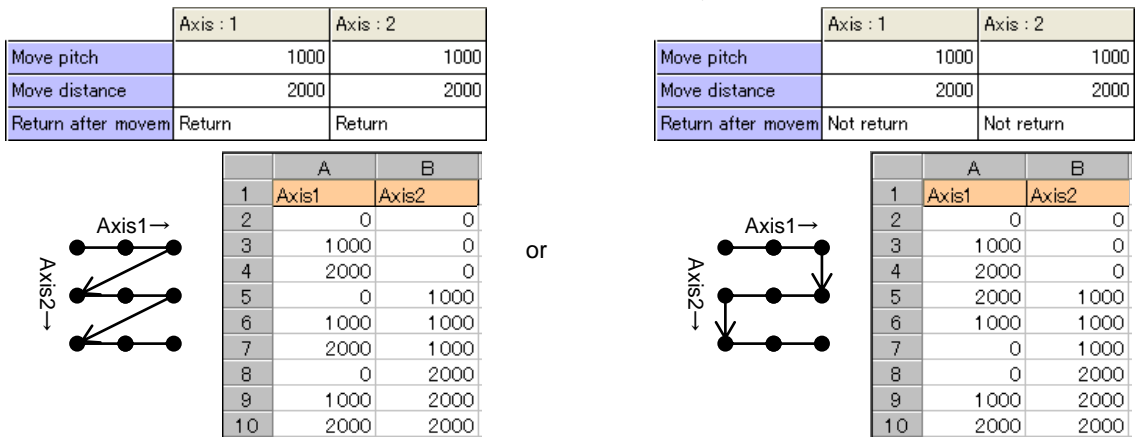 Axis : 1 Axis : 2
Move pitch 1000 1000
Move distance 2000 2000
Return after movem Return Return
A B
1 Axis1 Axis2
2 0 0
3 1000 0
4 2000 0
5 0 1000
6 1000 1000
7 2000 1000
8 0 2000
9 1000 2000
10 2000 2000
Axis1→
Axis2→
or
Axis : 1 Axis : 2
Move pitch 1000 1000
Move distance 2000 2000
Return after movem Not return Not return
A B
1 Axis1 Axis2
2 0 0
3 1000 0
4 2000 0
5 2000 1000
6 1000 1000
7 0 1000
8 0 2000
9 1000 2000
10 2000 2000
Axis1→
Axis2→